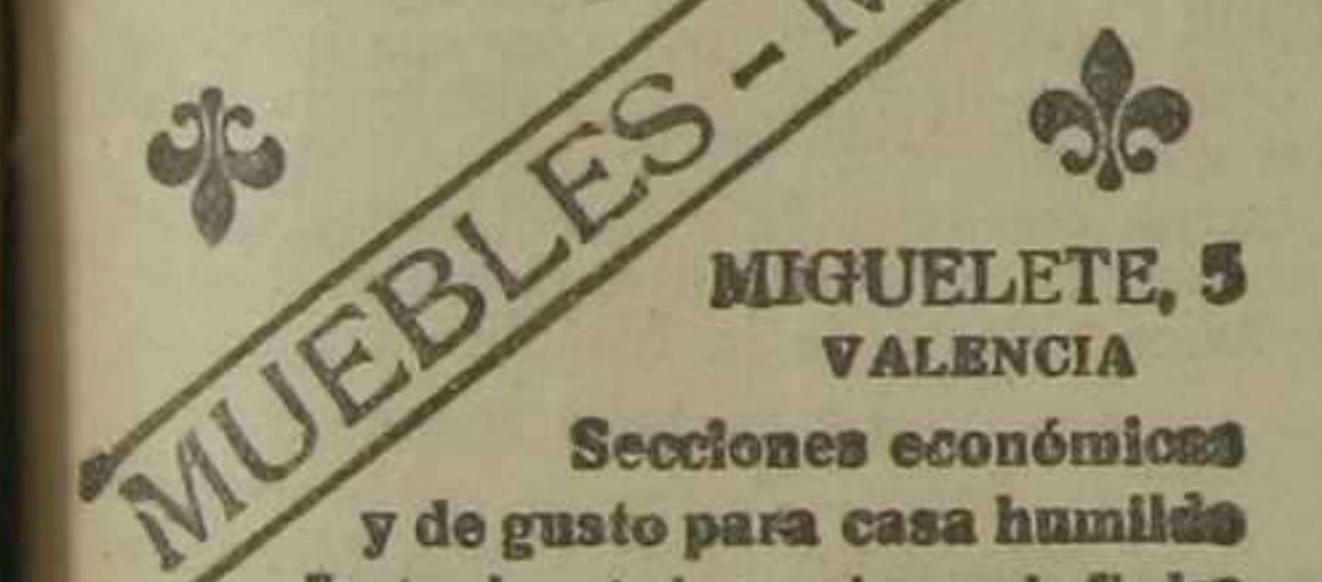 MUEBLES -
MIGUELETE, 5
VALENCIA
Secciones económicas
y de gusto para casa humilde